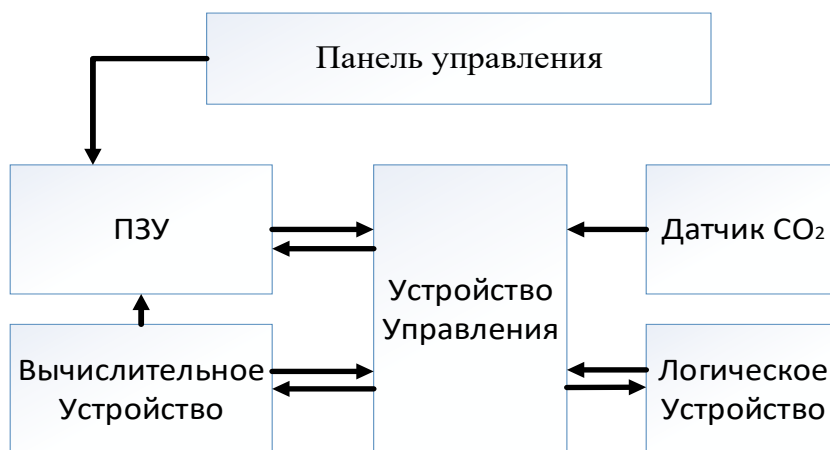 Панель управления
ПЗУ
Устройство
Управления
Датчик CO₂
Вычислительное
Устройство
Логическое
Устройство